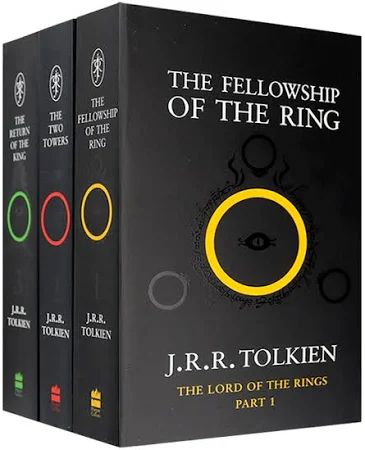 THE
RETURN
OF THE
KING
J.R.R.
TOLKIEN
THE
TWO
TOWERS
J.R.R.
TOLKIEN
THE
FELLOWSHIP
OF THE
RING
1
J.R.R.
TOLKIEN
THE FELLOWSHIP
OF THE RING
J.R.R. TOLKIEN
THE LORD OF THE RINGS
PART 1